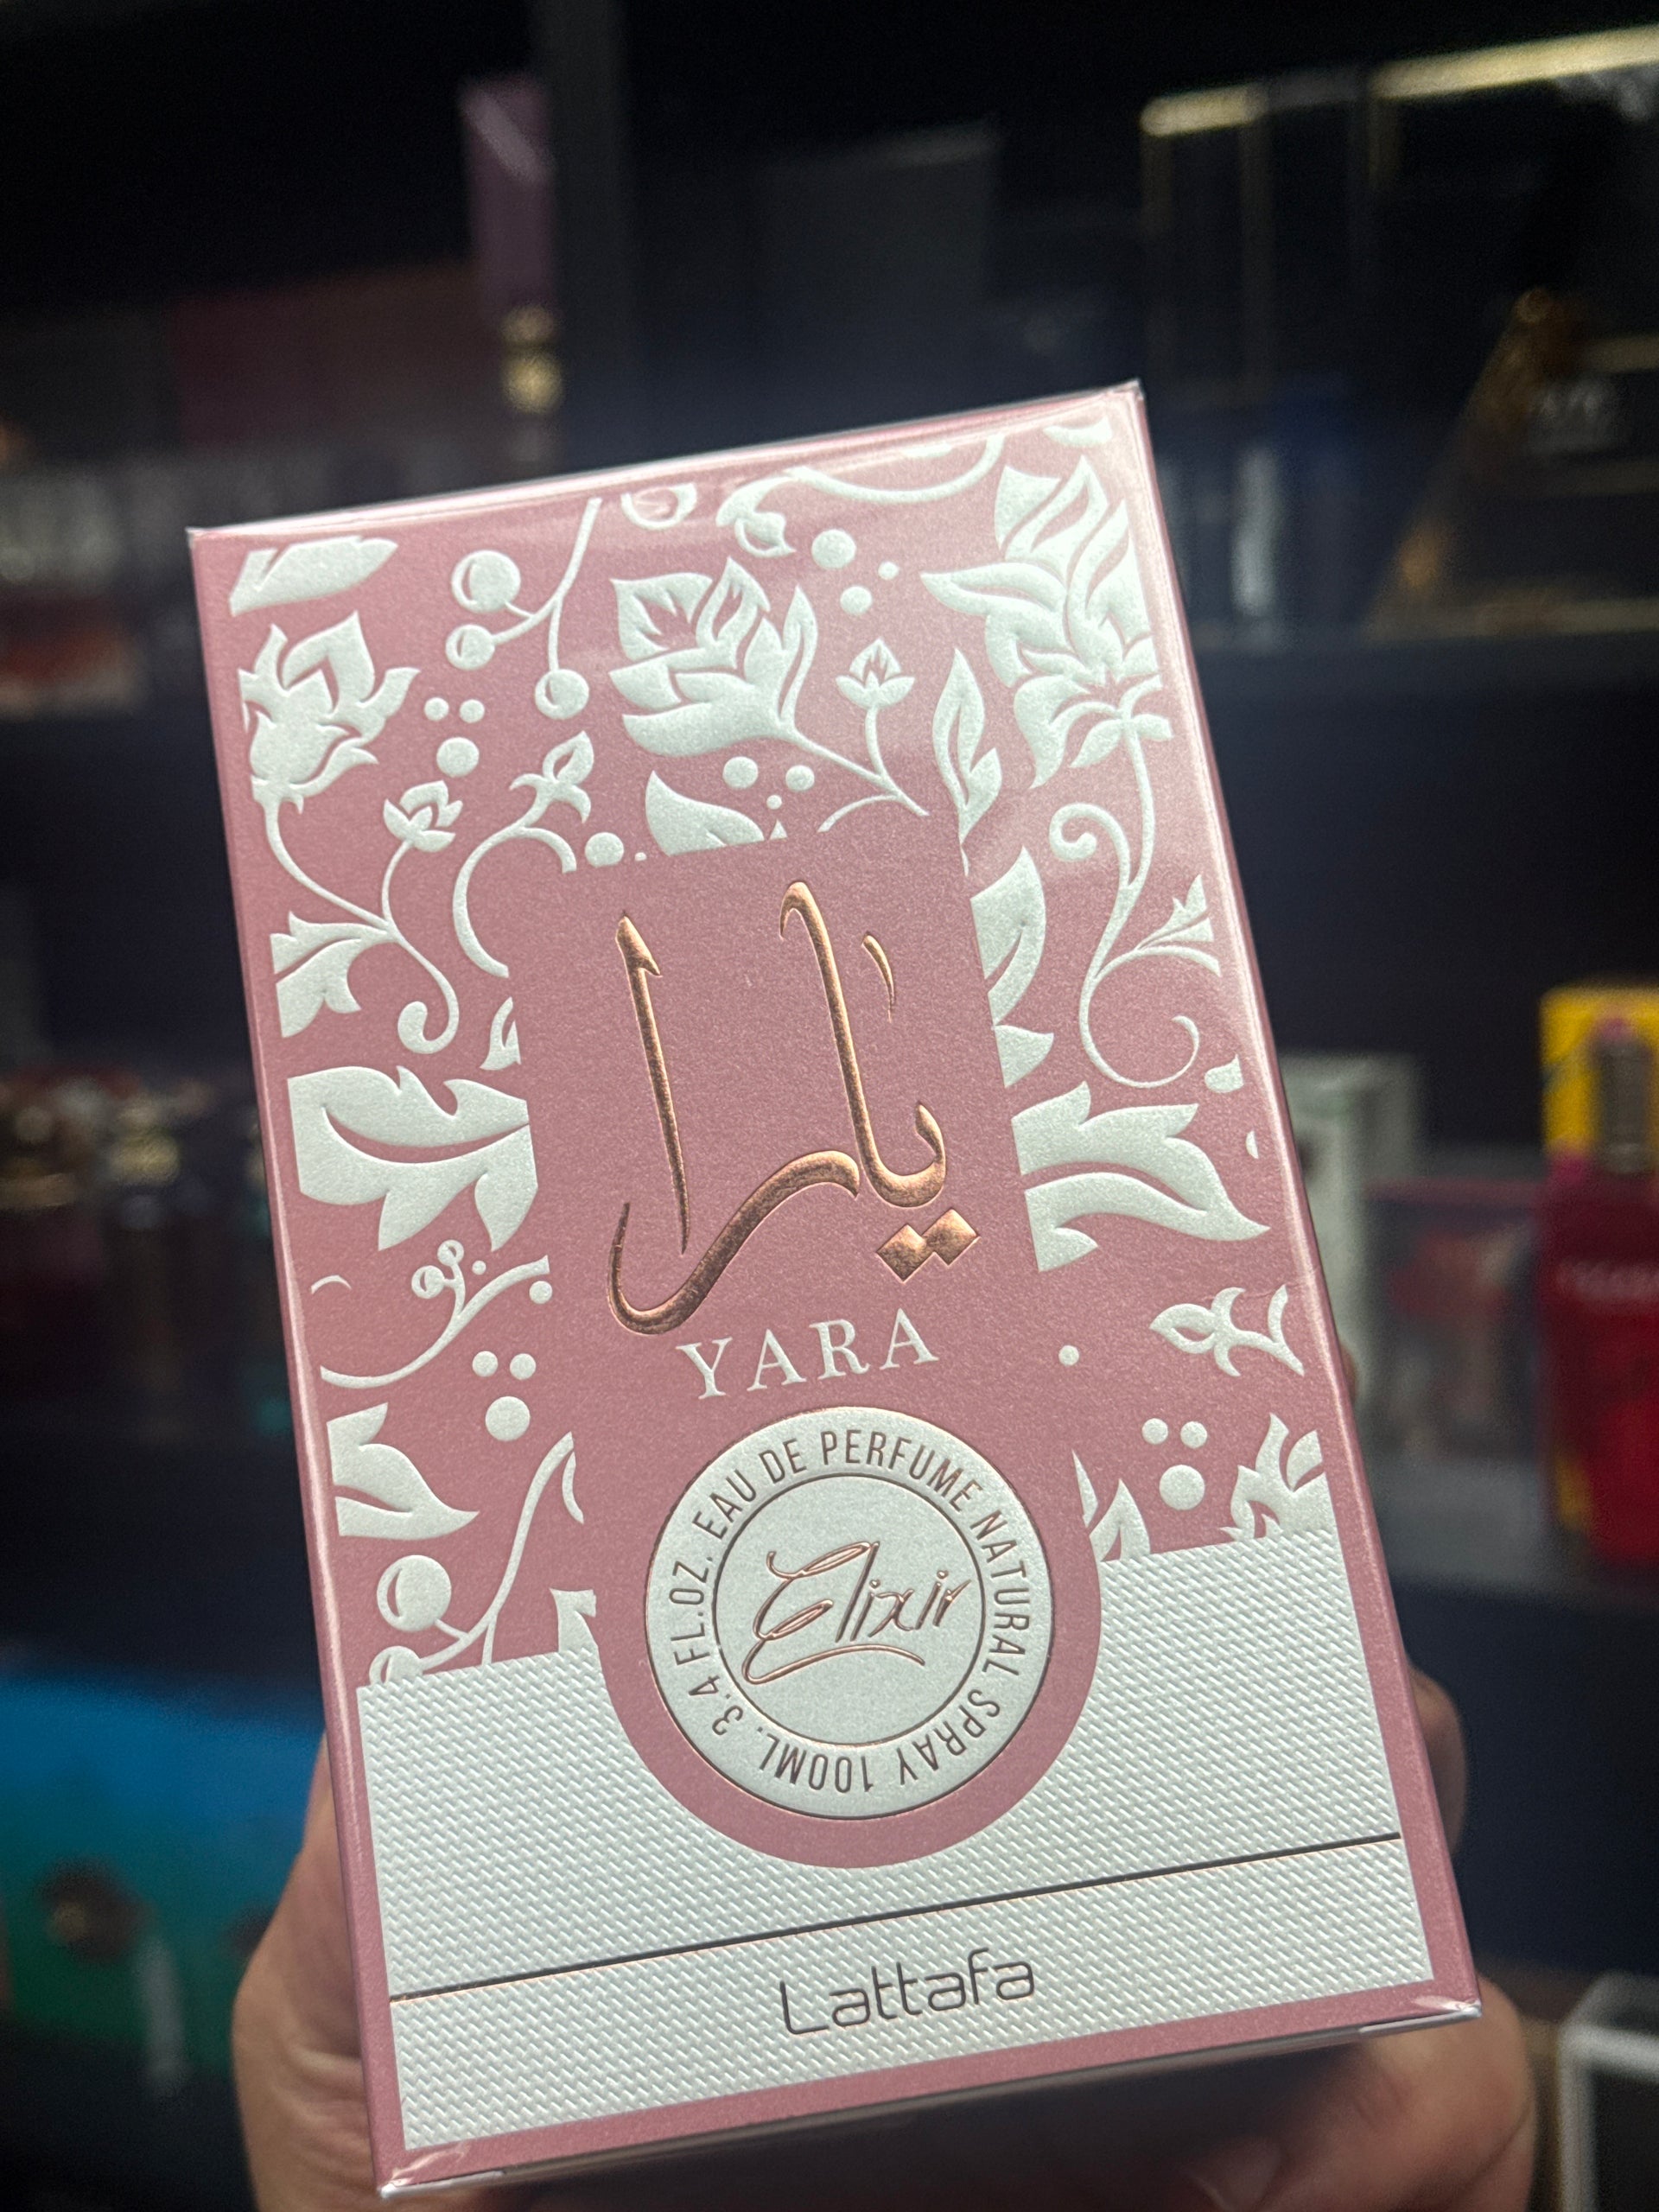 يارا
YARA
EAU DE PERFUME NATURAL SPRAY 100ML. 3.4 FL.OZ.
Elixir
Lattafa